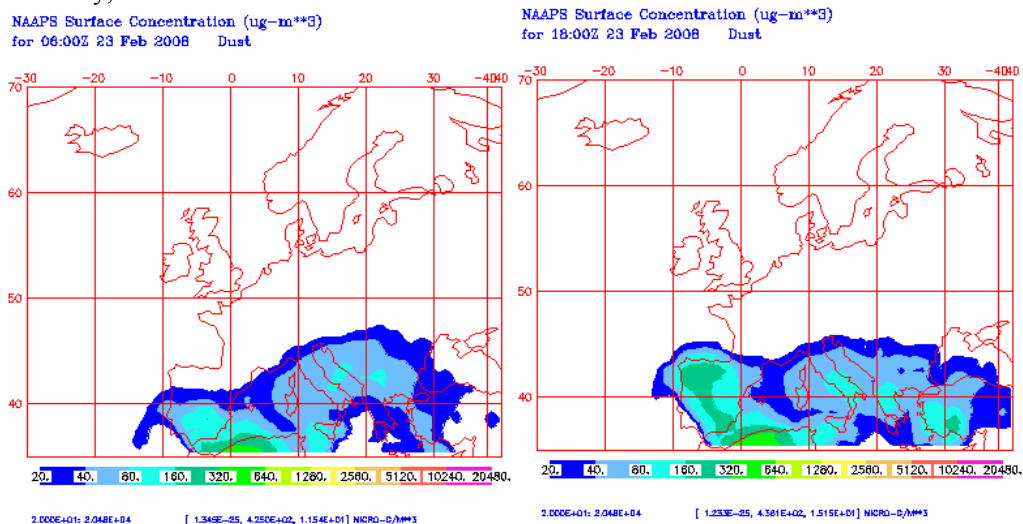 NAAPS Surface Concentration (ug-m**3)
for 06:00Z 23 Feb 2008 Dust
-30 -20 -10 0 10 20 30 -4040
70
60
50
40
20. 40. 80. 160. 320. 640. 1280. 2560. 5120. 10240. 20480.
2.000E+01: 2.048E+04 [ 1.345E-25, 4.250E+02, 1.154E+01] MICRO-G/M**3
NAAPS Surface Concentration (ug-m**3)
for 18:00Z 23 Feb 2008 Dust
-30 -20 -10 0 10 20 30 -4040
70
60
50
40
20. 40. 80. 160. 320. 640. 1280. 2560. 5120. 10240. 20480.
2.000E+01: 2.048E+04 [ 1.233E-25, 4.361E+02, 1.515E+01] MICRO-G/M**3